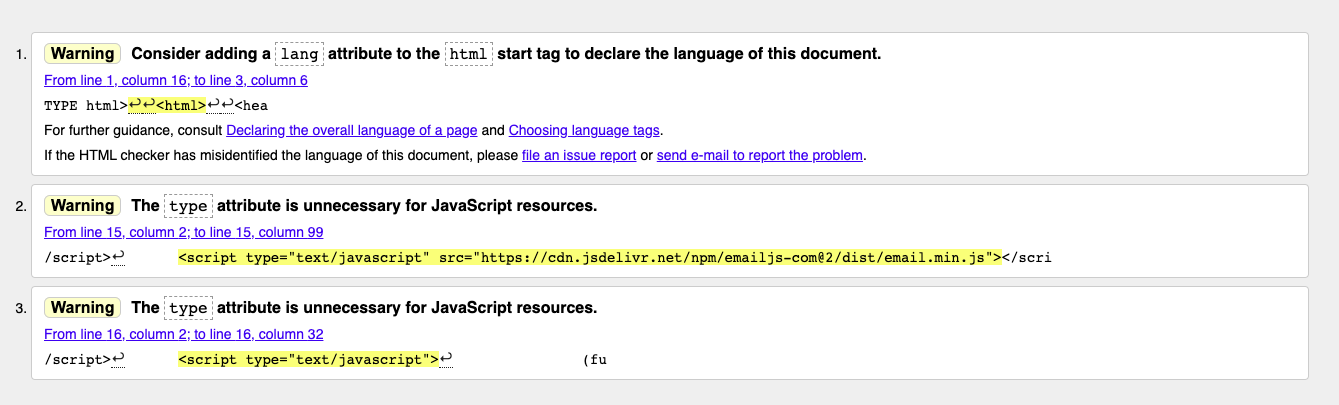 1. Warning Consider adding a lang attribute to the html start tag to declare the language of this document.
From line 1, column 16; to line 3, column 6
TYPE html>↩↩<html>↩↩<hea
For further guidance, consult Declaring the overall language of a page and Choosing language tags.
If the HTML checker has misidentified the language of this document, please file an issue report or send e-mail to report the problem.
2. Warning The type attribute is unnecessary for JavaScript resources.
From line 15, column 2; to line 15, column 99
/script>↩ <script type="text/javascript" src="https://cdn.jsdelivr.net/npm/emailjs-com@2/dist/email.min.js"></scri
3. Warning The type attribute is unnecessary for JavaScript resources.
From line 16, column 2; to line 16, column 32
/script>↩ <script type="text/javascript">↩ (fu